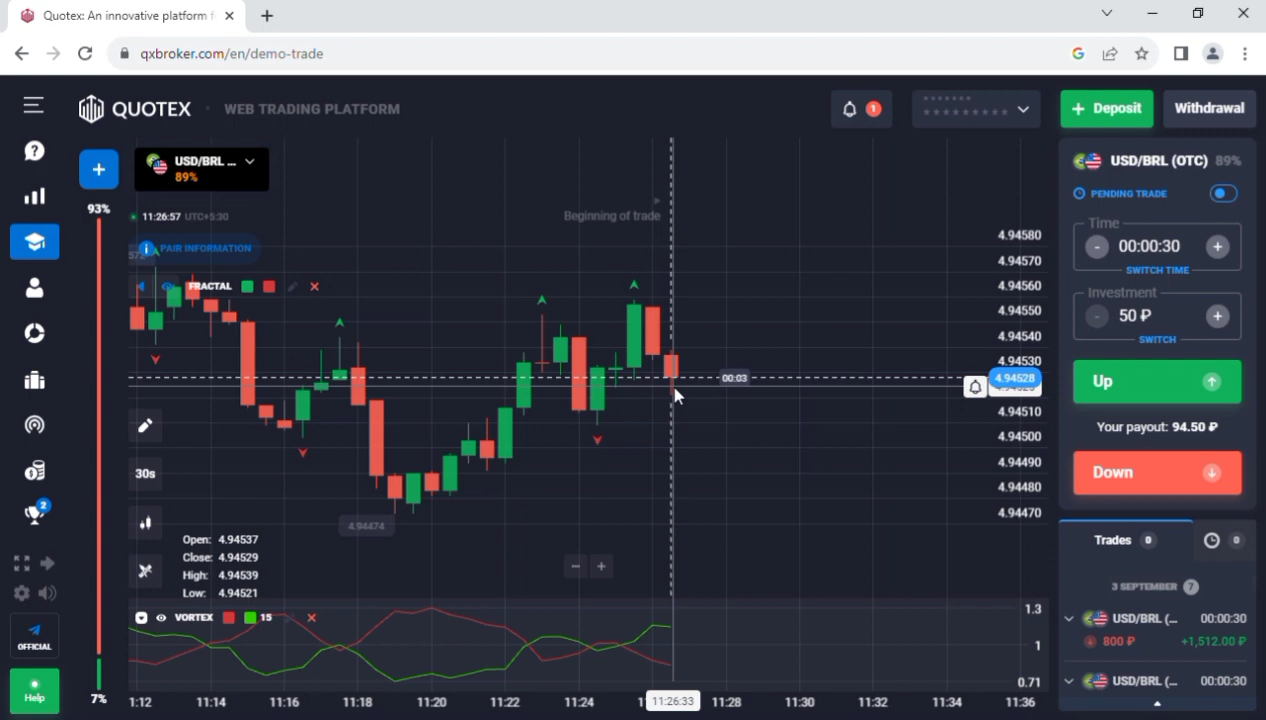 Quotex: An innovative platform f
qxbroker.com/en/demo-trade
QUOTEX
WEB TRADING PLATFORM
1
******* 
*********
Deposit
Withdrawal
USD/BRL ...
89%
93%
11:26:57 UTC+5:30
Beginning of trade
PAIR INFORMATION
FRACTAL
4.94580
4.94570
4.94560
4.94550
4.94540
4.94530
4.94528
4.94510
4.94500
4.94490
4.94480
4.94470
00:03
30s
4.94474
Open: 4.94537
Close: 4.94529
High: 4.94539
Low: 4.94521
VORTEX
15
1.3
1
0.71
1:12
11:14
11:16
11:18
11:20
11:22
11:24
11:26:33
11:28
11:30
11:32
11:34
11:36
2
OFFICIAL
Help
7%
USD/BRL (OTC) 89%
PENDING TRADE
Time
- 00:00:30 +
SWITCH TIME
Investment
- 50 ₽ +
SWITCH
Up
Your payout: 94.50 ₽
Down
Trades 0
0
3 SEPTEMBER 7
USD/BRL (... 00:00:30
800 ₽ +1,512.00 ₽
USD/BRL (... 00:00:30